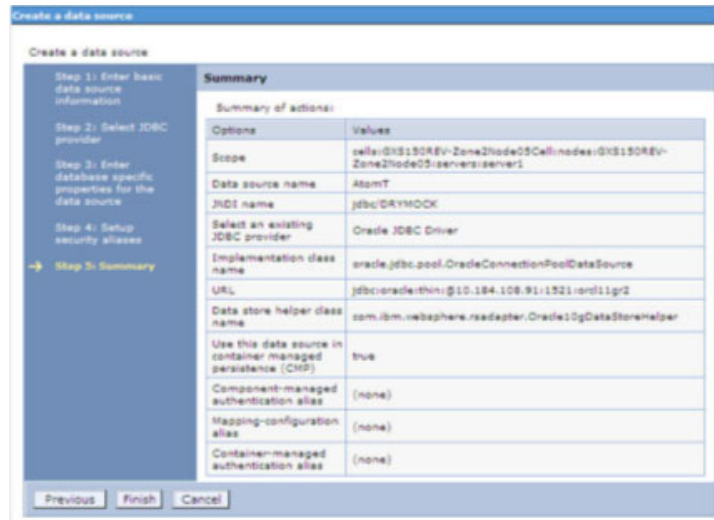 Create a data source
Create a data source
Step 1: Enter basic
data source
information
Step 2: Select JDBC
provider
Step 3: Enter
database specific
properties for the
data source
Step 4: Setup
security aliases
Step 5: Summary
Summary
Summary of actions:
Options Values
Scope cells:GXS150REV-Zone2Node05Cell:nodes:GXS150REV-
Zone2Node05:servers:server1
Data source name AtomT
JNDI name jdbc/DRYMOCK
Select an existing
JDBC provider Oracle JDBC Driver
Implementation class
name oracle.jdbc.pool.OracleConnectionPoolDataSource
URL jdbc:oracle:thin:@10.184.108.91:1521:orcl11gr2
Data store helper class
name com.ibm.websphere.rsadapter.Oracle10gDataStoreHelper
Use this data source in
container managed
persistence (CMP) true
Component-managed
authentication alias (none)
Mapping-configuration
alias (none)
Container-managed
authentication alias (none)
Previous Finish Cancel